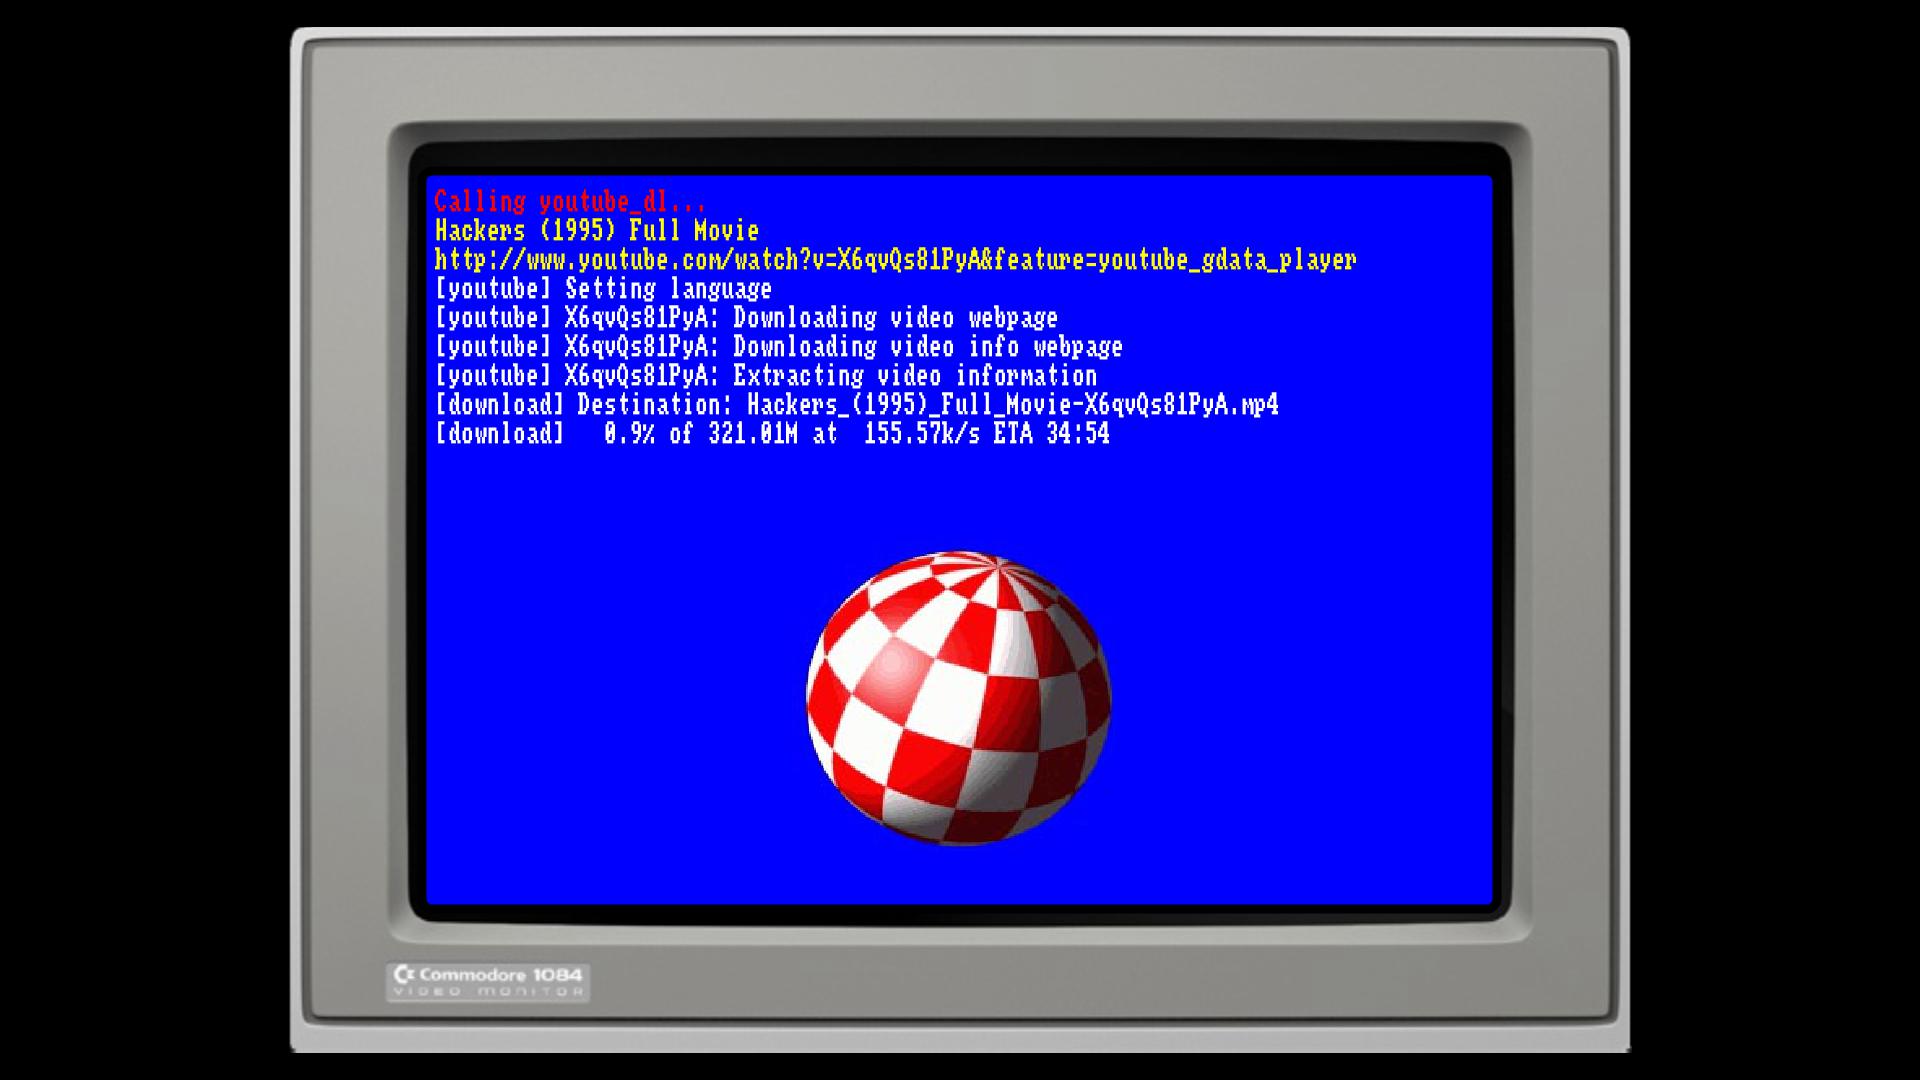 Calling youtube_dl...
Hackers (1995) Full Movie
http://www.youtube.com/watch?v=X6qvQs81PyA&feature=youtube_gdata_player
[youtube] Setting language
[youtube] X6qvQs81PyA: Downloading video webpage
[youtube] X6qvQs81PyA: Downloading video info webpage
[youtube] X6qvQs81PyA: Extracting video information
[download] Destination: Hackers_(1995)_Full_Movie-X6qvQs81PyA.mp4
[download]   0.9% of 321.01M at  155.57k/s ETA 34:54
Commodore 1084
VIDEO MONITOR